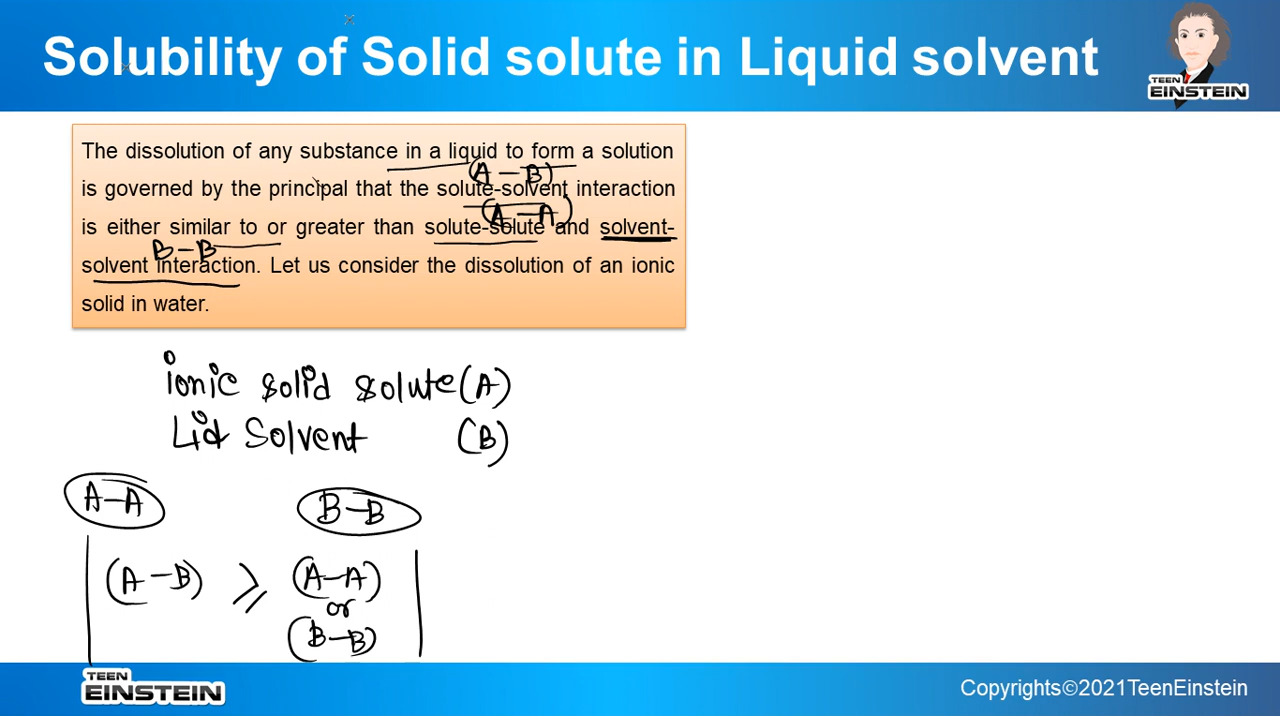 Solubility of Solid solute in Liquid solvent
TEEN
EINSTEIN
The dissolution of any substance in a liquid to form a solution
(A-B)
is governed by the principal that the solute-solvent interaction
(A-A)
is either similar to or greater than solute-solute and solvent-
B-B
solvent interaction. Let us consider the dissolution of an ionic
solid in water.
ionic solid solute (A)
Lid Solvent (B)
A-A B-B
(A-B) ≥ (A-A)
or
(B-B)
TEEN
EINSTEIN
Copyrights©2021TeenEinstein